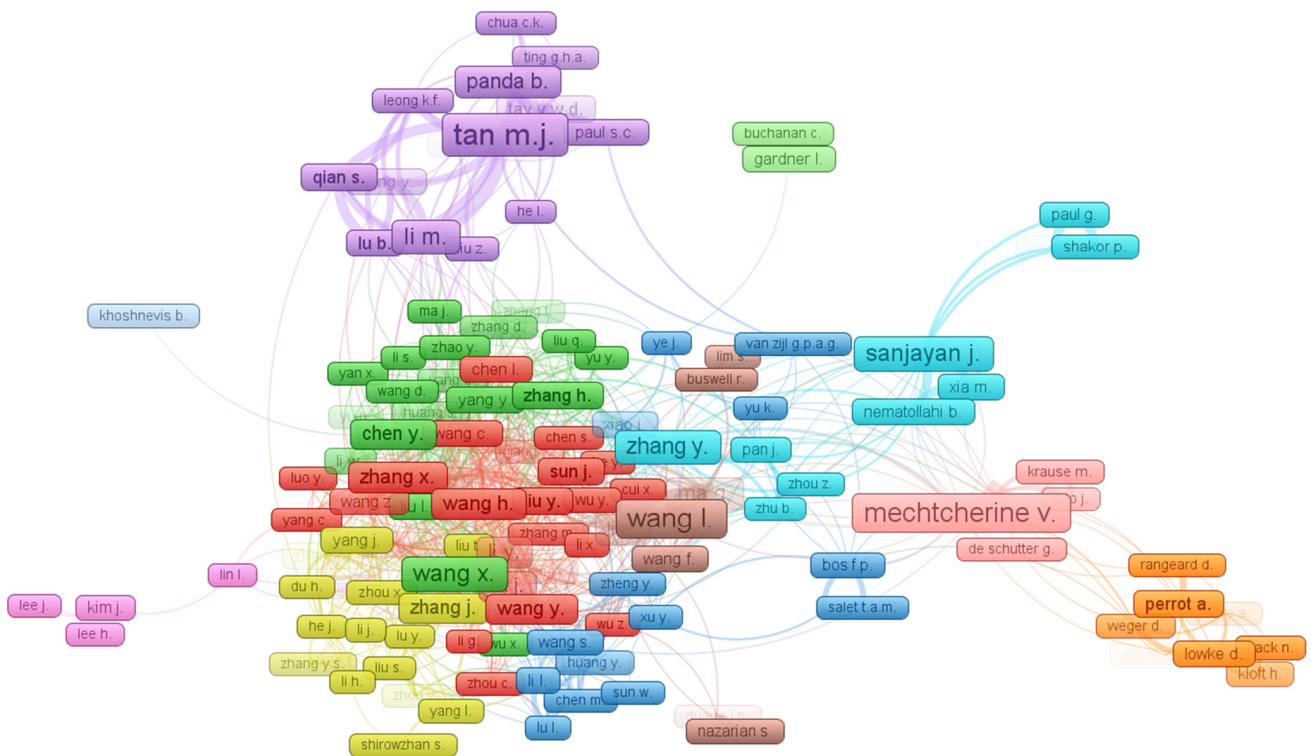 chua c.k.
ting g.h.a.
panda b.
leong k.f.
tay y.w.d.
tan m.j.
paul s.c.
buchanan c.
gardner l.
qian s.
he l.
paul g.
li m.
lu b.
liu z.
shakor p.
khoshnevis b.
ma j.
zhang d.
liu q.
ye j.
van zijl g.p.a.g.
li s.
zhao y.
yu y.
lim s.
sanjayan j.
yan x.
chen l.
buswell r.
xia m.
wang d.
yang y.
zhang h.
yu k.
nematollahi b.
xiao j.
chen y.
wang c.
chen s.
zhang y.
pan j.
luo y.
zhang x.
sun j.
zhou z.
krause m.
wang z.
liu l.
wang h.
liu y.
wu y.
cui x.
zhu b.
mechtcherine v.
yang c.
wang l.
yang j.
zhang m.
li x.
wang f.
de schutter g.
lin l.
wang x.
bos f.p.
rangeard d.
du h.
zhou x.
zheng y.
lee j.
kim j.
zhang j.
wang y.
salet t.a.m.
perrot a.
lee h.
he j.
li j.
lu y.
wu z.
xu y.
weger d.
li g.
wu x.
wang s.
zhang y.s.
liu s.
huang y.
lowke d.
li h.
zhou c.
li l.
sun w.
kloft h.
chen m.
yang l.
lu l.
nazarian s.
shirowzhan s.